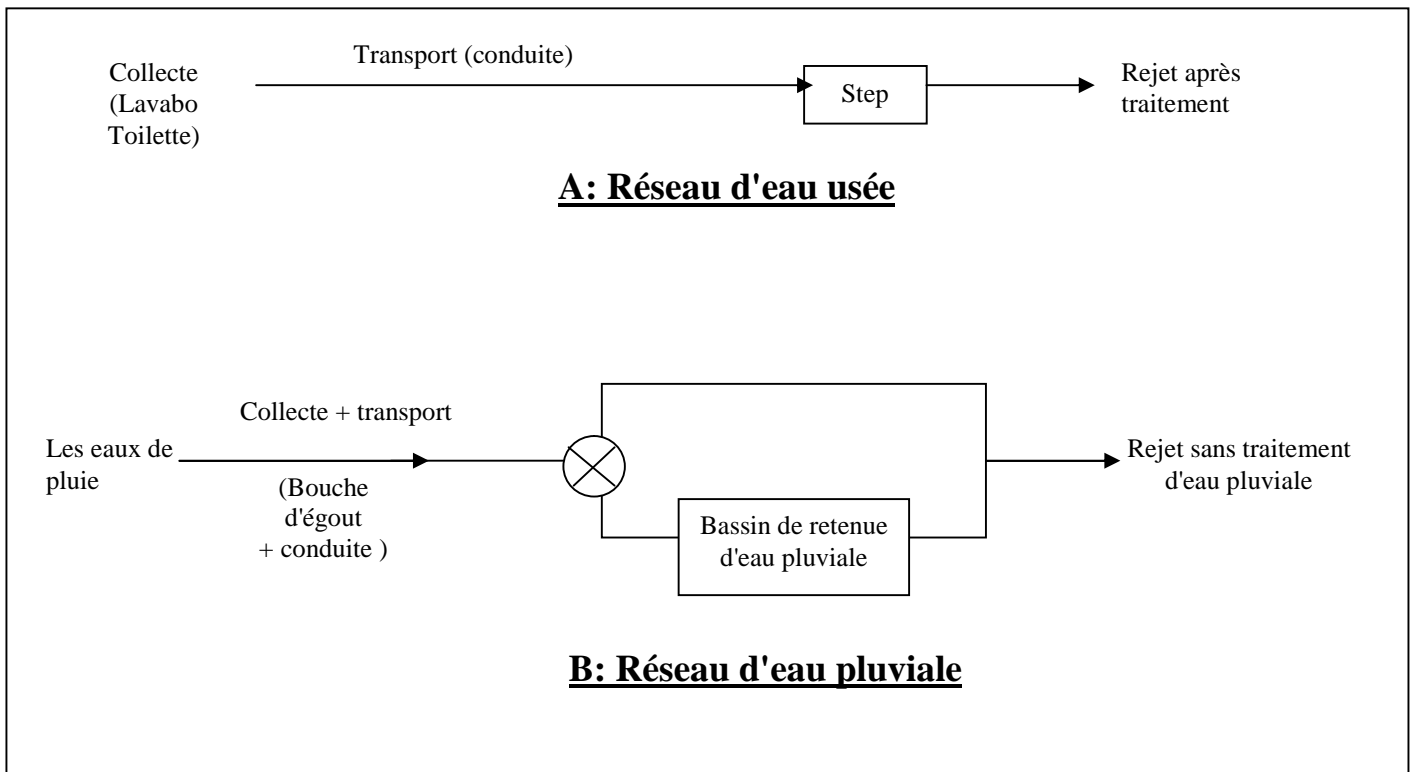 Transport (conduite)
Collecte
(Lavabo
Toilette)
Step
Rejet après
traitement
A: Réseau d'eau usée
Collecte + transport
Les eaux de
pluie
(Bouche
d'égout
+ conduite )
Bassin de retenue
d'eau pluviale
Rejet sans traitement
d'eau pluviale
B: Réseau d'eau pluviale